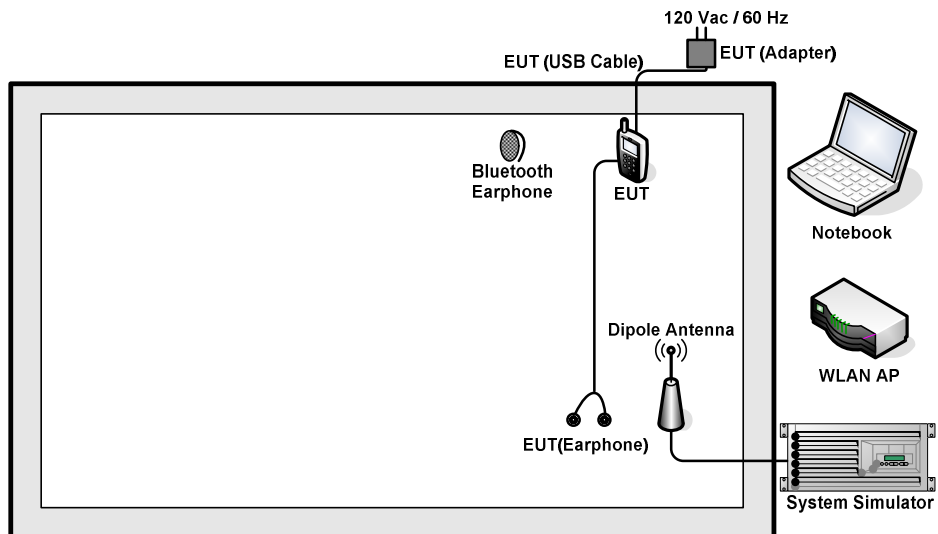 120 Vac / 60 Hz
EUT (USB Cable)
EUT (Adapter)
Bluetooth
Earphone
EUT
Notebook
Dipole Antenna
WLAN AP
EUT(Earphone)
System Simulator